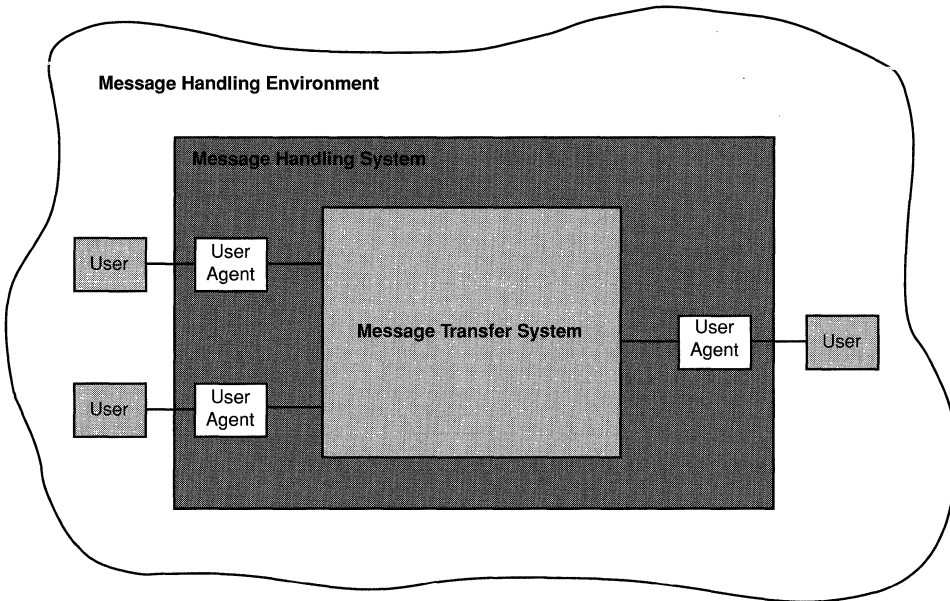 Message Handling Environment
Message Handling System
User
User
Agent
Message Transfer System
User
Agent
User
User
User
Agent